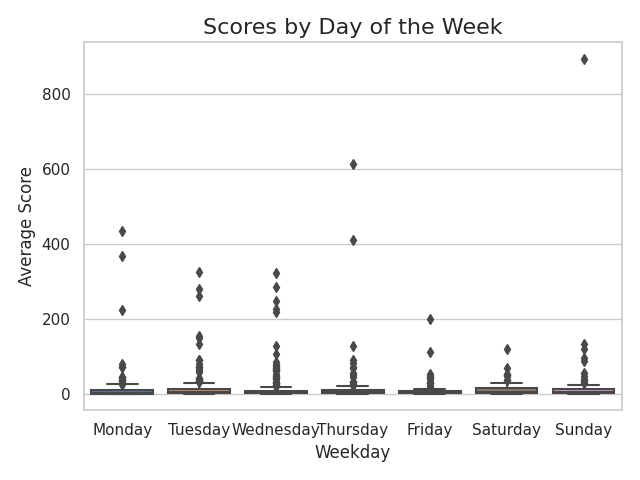 Scores by Day of the Week
Average Score
800
600
400
200
0
Monday Tuesday Wednesday Thursday Friday Saturday Sunday
Weekday